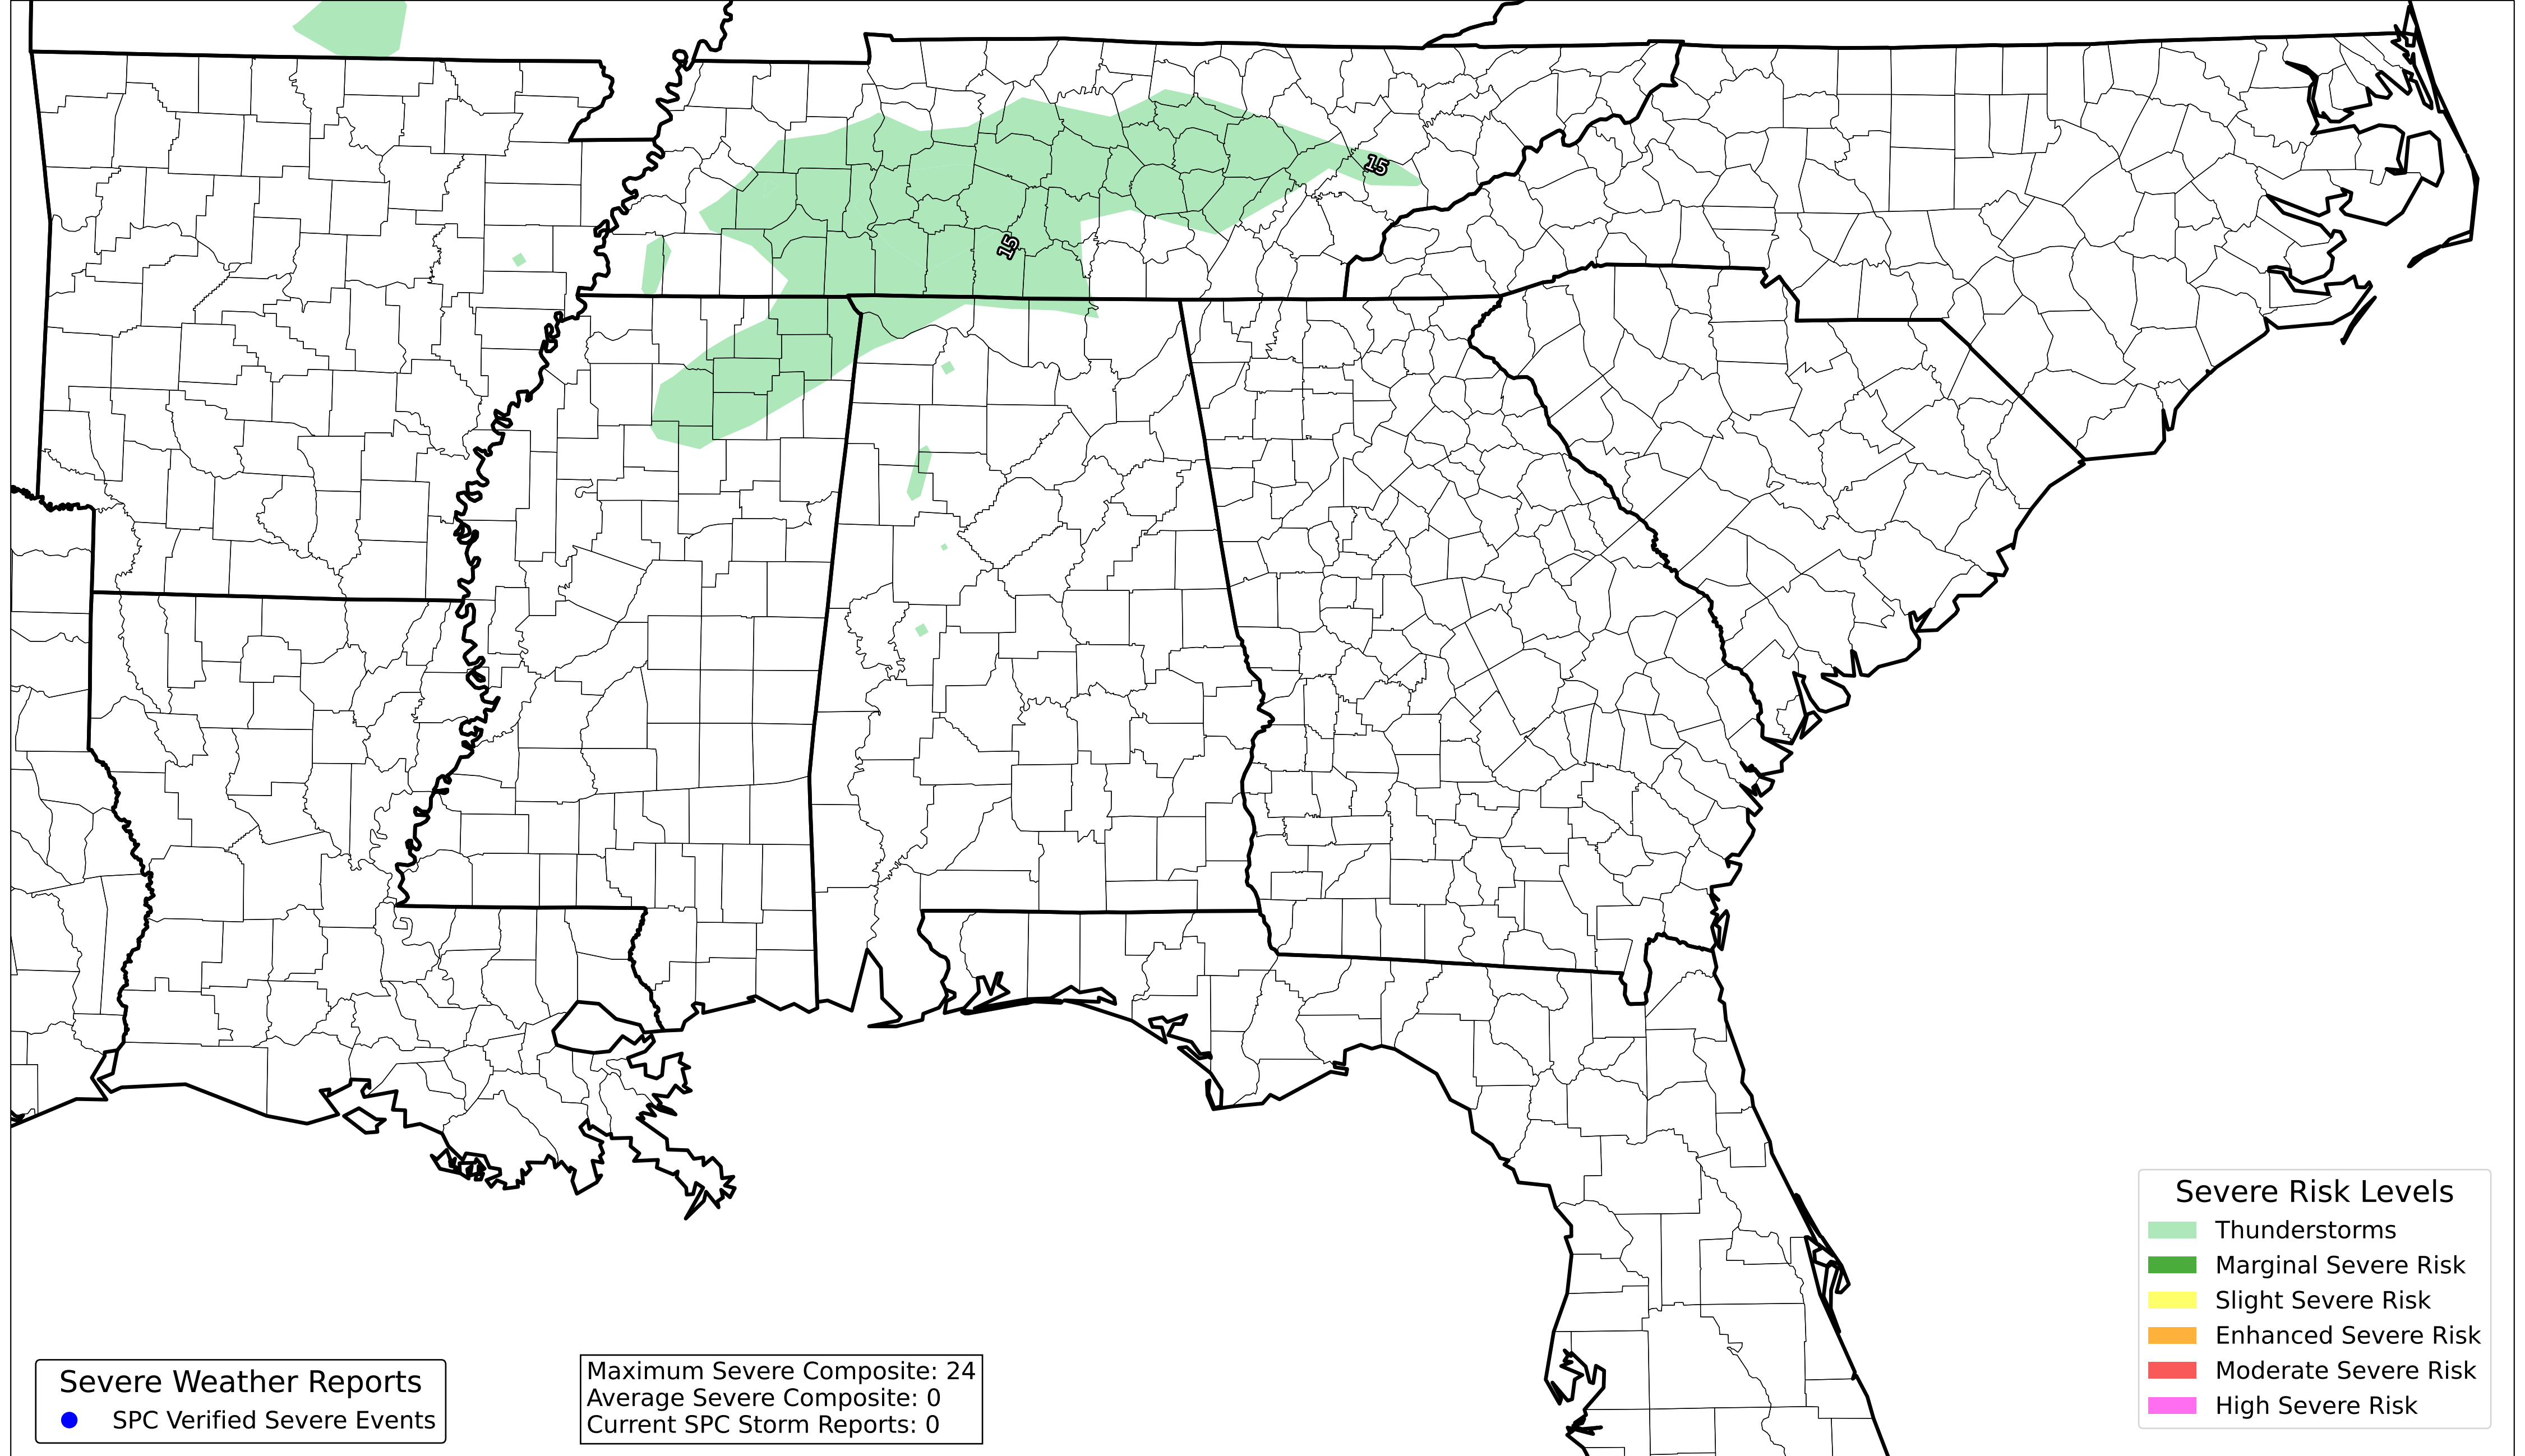 15
15
Severe Risk Levels
Thunderstorms
Marginal Severe Risk
Slight Severe Risk
Enhanced Severe Risk
Moderate Severe Risk
High Severe Risk
Severe Weather Reports
SPC Verified Severe Events
Maximum Severe Composite: 24
Average Severe Composite: 0
Current SPC Storm Reports: 0